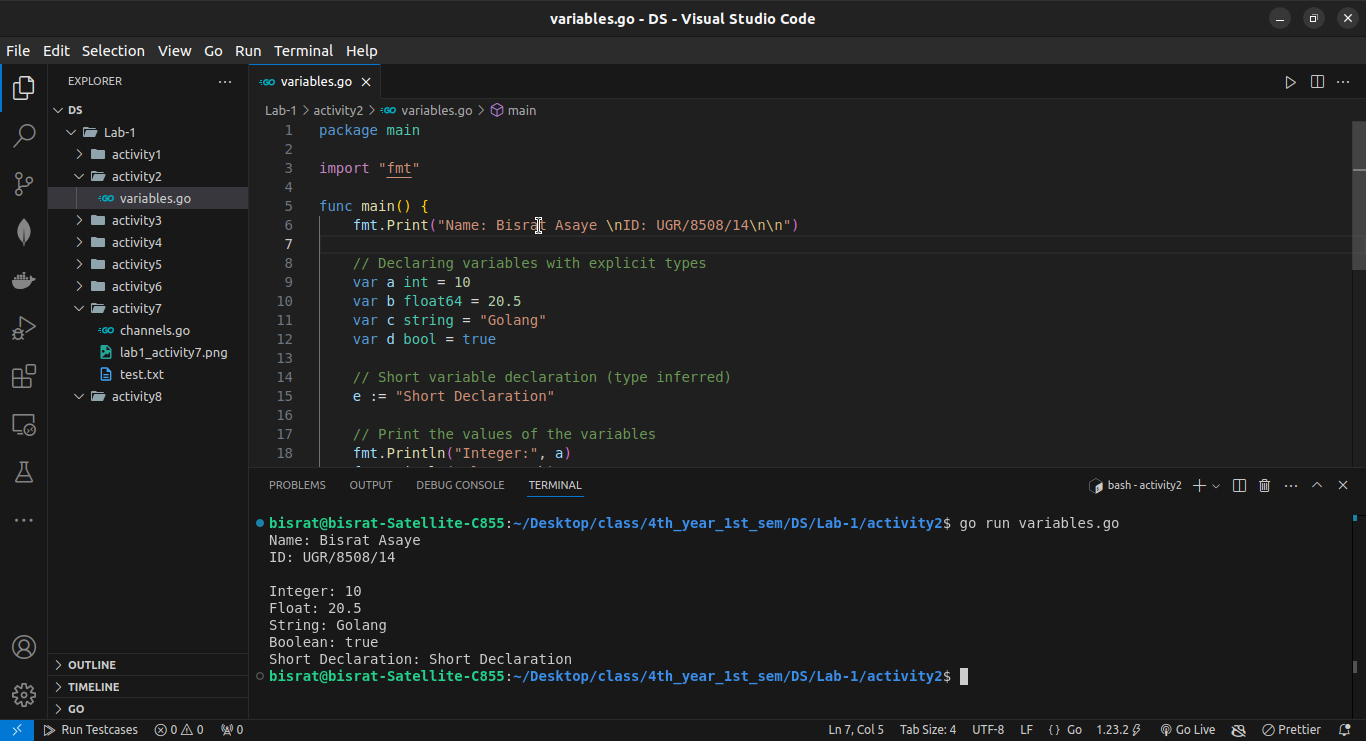 variables.go - DS - Visual Studio Code
File Edit Selection View Go Run Terminal Help
EXPLORER
DS
Lab-1
activity1
activity2
variables.go
activity3
activity4
activity5
activity6
activity7
channels.go
lab1_activity7.png
test.txt
activity8
OUTLINE
TIMELINE
GO
GO variables.go
Lab-1 > activity2 > GO variables.go > main
1 package main
2
3 import "fmt"
4
5 func main() {
6 fmt.Print("Name: Bisrat Asaye \nID: UGR/8508/14\n\n")
7
8 // Declaring variables with explicit types
9 var a int = 10
10 var b float64 = 20.5
11 var c string = "Golang"
12 var d bool = true
13
14 // Short variable declaration (type inferred)
15 e := "Short Declaration"
16
17 // Print the values of the variables
18 fmt.Println("Integer:", a)
PROBLEMS OUTPUT DEBUG CONSOLE TERMINAL
bash - activity2
bisrat@bisrat-Satellite-C855:~/Desktop/class/4th_year_1st_sem/DS/Lab-1/activity2$ go run variables.go
Name: Bisrat Asaye
ID: UGR/8508/14

Integer: 10
Float: 20.5
String: Golang
Boolean: true
Short Declaration: Short Declaration
bisrat@bisrat-Satellite-C855:~/Desktop/class/4th_year_1st_sem/DS/Lab-1/activity2$
Run Testcases 0 0 0 Ln 7, Col 5 Tab Size: 4 UTF-8 LF {} Go 1.23.2 Go Live Prettier